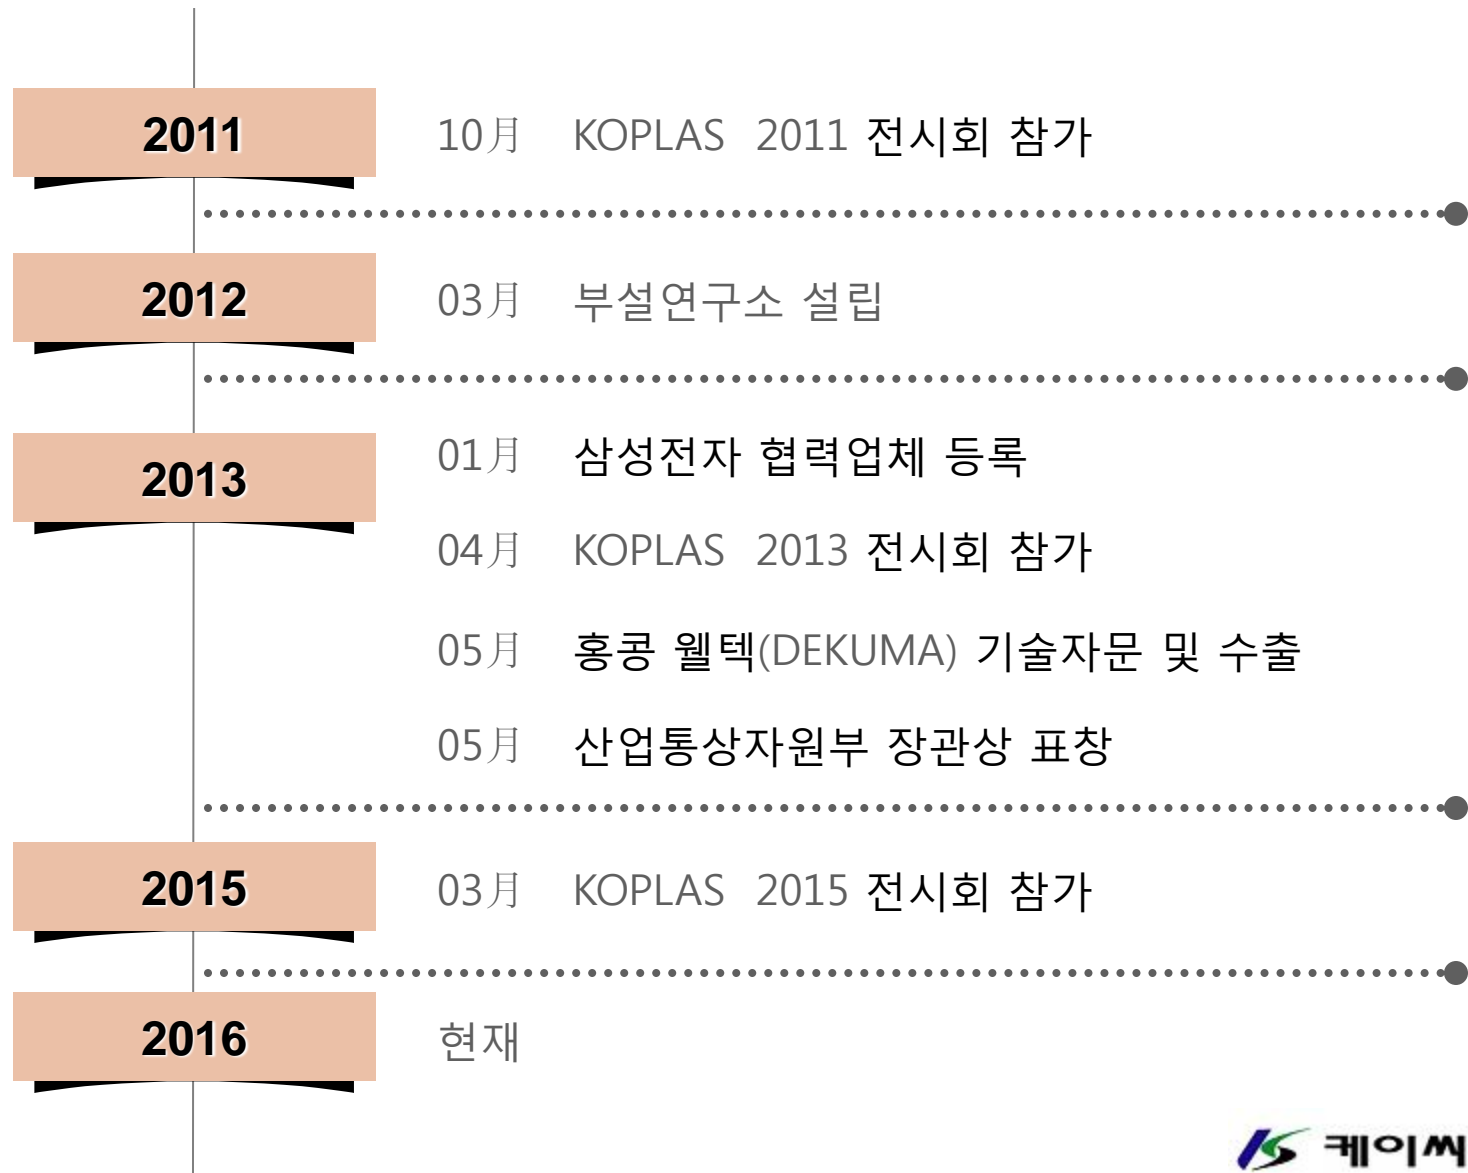 2011
10月 KOPLAS 2011 전시회 참가
2012
03月 부설연구소 설립
2013
01月 삼성전자 협력업체 등록
04月 KOPLAS 2013 전시회 참가
05月 홍콩 웰텍(DEKUMA) 기술자문 및 수출
05月 산업통상자원부 장관상 표창
2015
03月 KOPLAS 2015 전시회 참가
2016
현재
케이씨